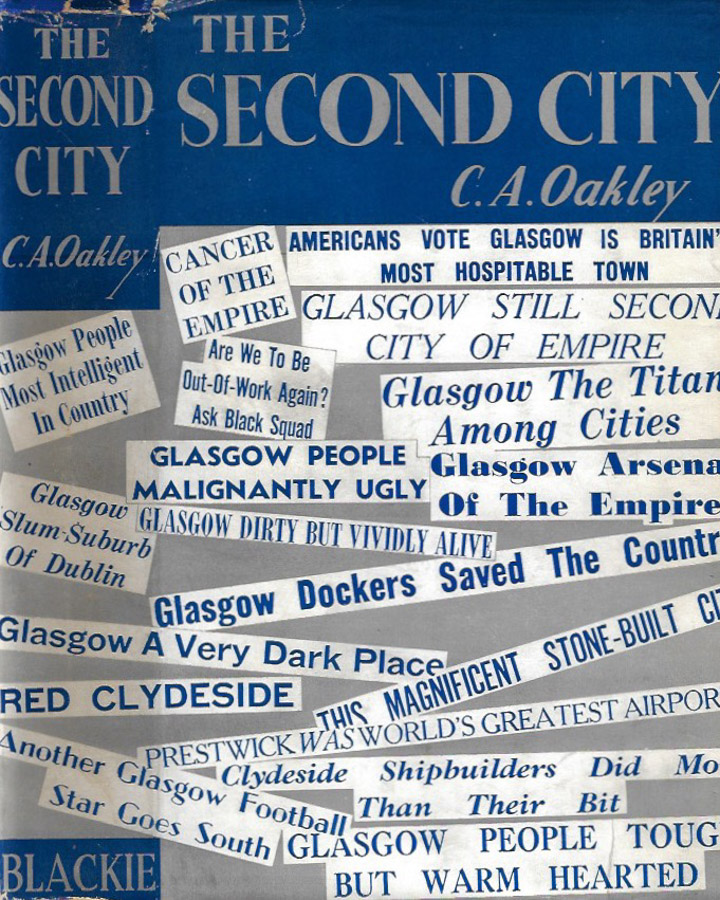 THE
SECOND
CITY
C.A.Oakley
THE
SECOND CITY
C.A.Oakley
CANCER
OF THE
EMPIRE
AMERICANS VOTE GLASGOW IS BRITAIN'
MOST HOSPITABLE TOWN
GLASGOW STILL SECON
CITY OF EMPIRE
Glasgow People
Most Intelligent
In Country
Are We To Be
Out-Of-Work Again?
Ask Black Squad
Glasgow The Titan
Among Cities
GLASGOW PEOPLE
MALIGNANTLY UGLY
Glasgow Arsena
Of The Empire
Glasgow
Slum-Suburb
Of Dublin
GLASGOW DIRTY BUT VIVIDLY ALIVE
Glasgow Dockers Saved The Countr
Glasgow A Very Dark Place
THIS MAGNIFICENT STONE-BUILT CI
RED CLYDESIDE
PRESTWICK WAS WORLD'S GREATEST AIRPOR
Another Glasgow Football
Star Goes South
Clydeside Shipbuilders Did Mo
Than Their Bit
GLASGOW PEOPLE TOUG
BUT WARM HEARTED
BLACKIE